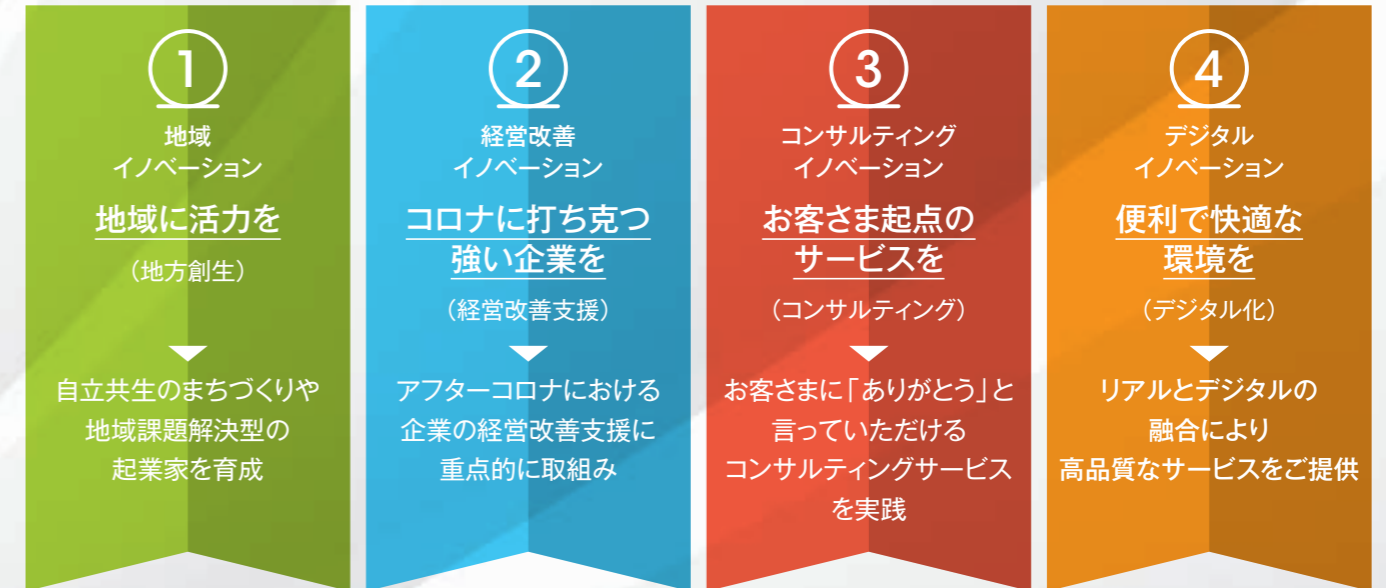 1
地域
イノベーション
地域に活力を
（地方創生）
自立共生のまちづくりや
地域課題解決型の
起業家を育成
2
経営改善
イノベーション
コロナに打ち克つ
強い企業を
（経営改善支援）
アフターコロナにおける
企業の経営改善支援に
重点的に取組み
3
コンサルティング
イノベーション
お客さま起点の
サービスを
（コンサルティング）
お客さまに「ありがとう」と
言っていただける
コンサルティングサービス
を実践
4
デジタル
イノベーション
便利で快適な
環境を
（デジタル化）
リアルとデジタルの
融合により
高品質なサービスをご提供